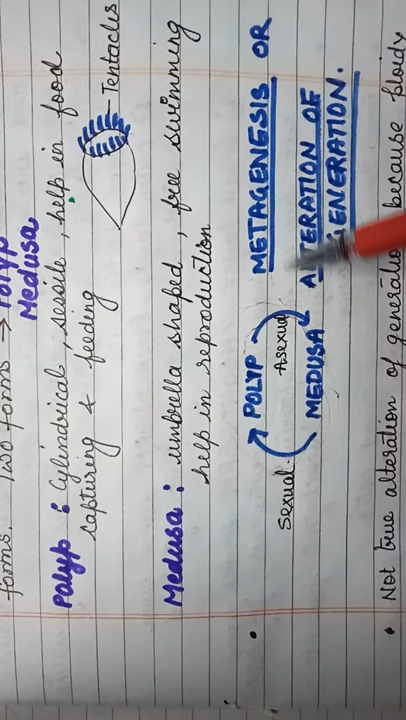 forms. Two forms → Polyp
Medusa
Polyp : Cylindrical, sessile, help in food
capturing & feeding
Tentacles
Medusa : umbrella shaped, free swimming
help in reproduction
• METAGENESIS OR
ALTERATION OF
GENERATION.
POLYP
Sexual Asexual
MEDUSA
• Not true alteration of generation because